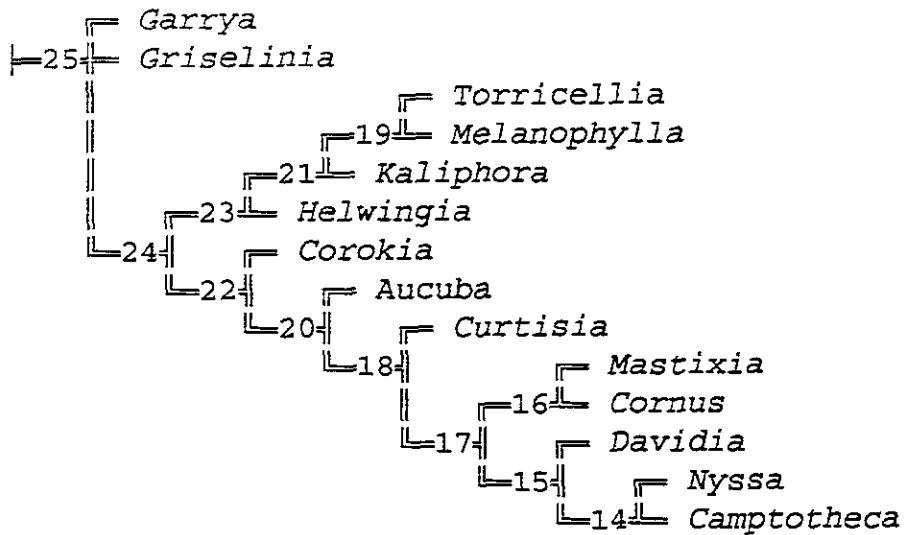 Garrya
25 Griselinia
Torricellia
19 Melanophylla
21 Kaliphora
23 Helwingia
24 Corokia
22 Aucuba
20 Curtisia
18 Mastixia
16 Cornus
17 Davidia
15 Nyssa
14 Camptotheca